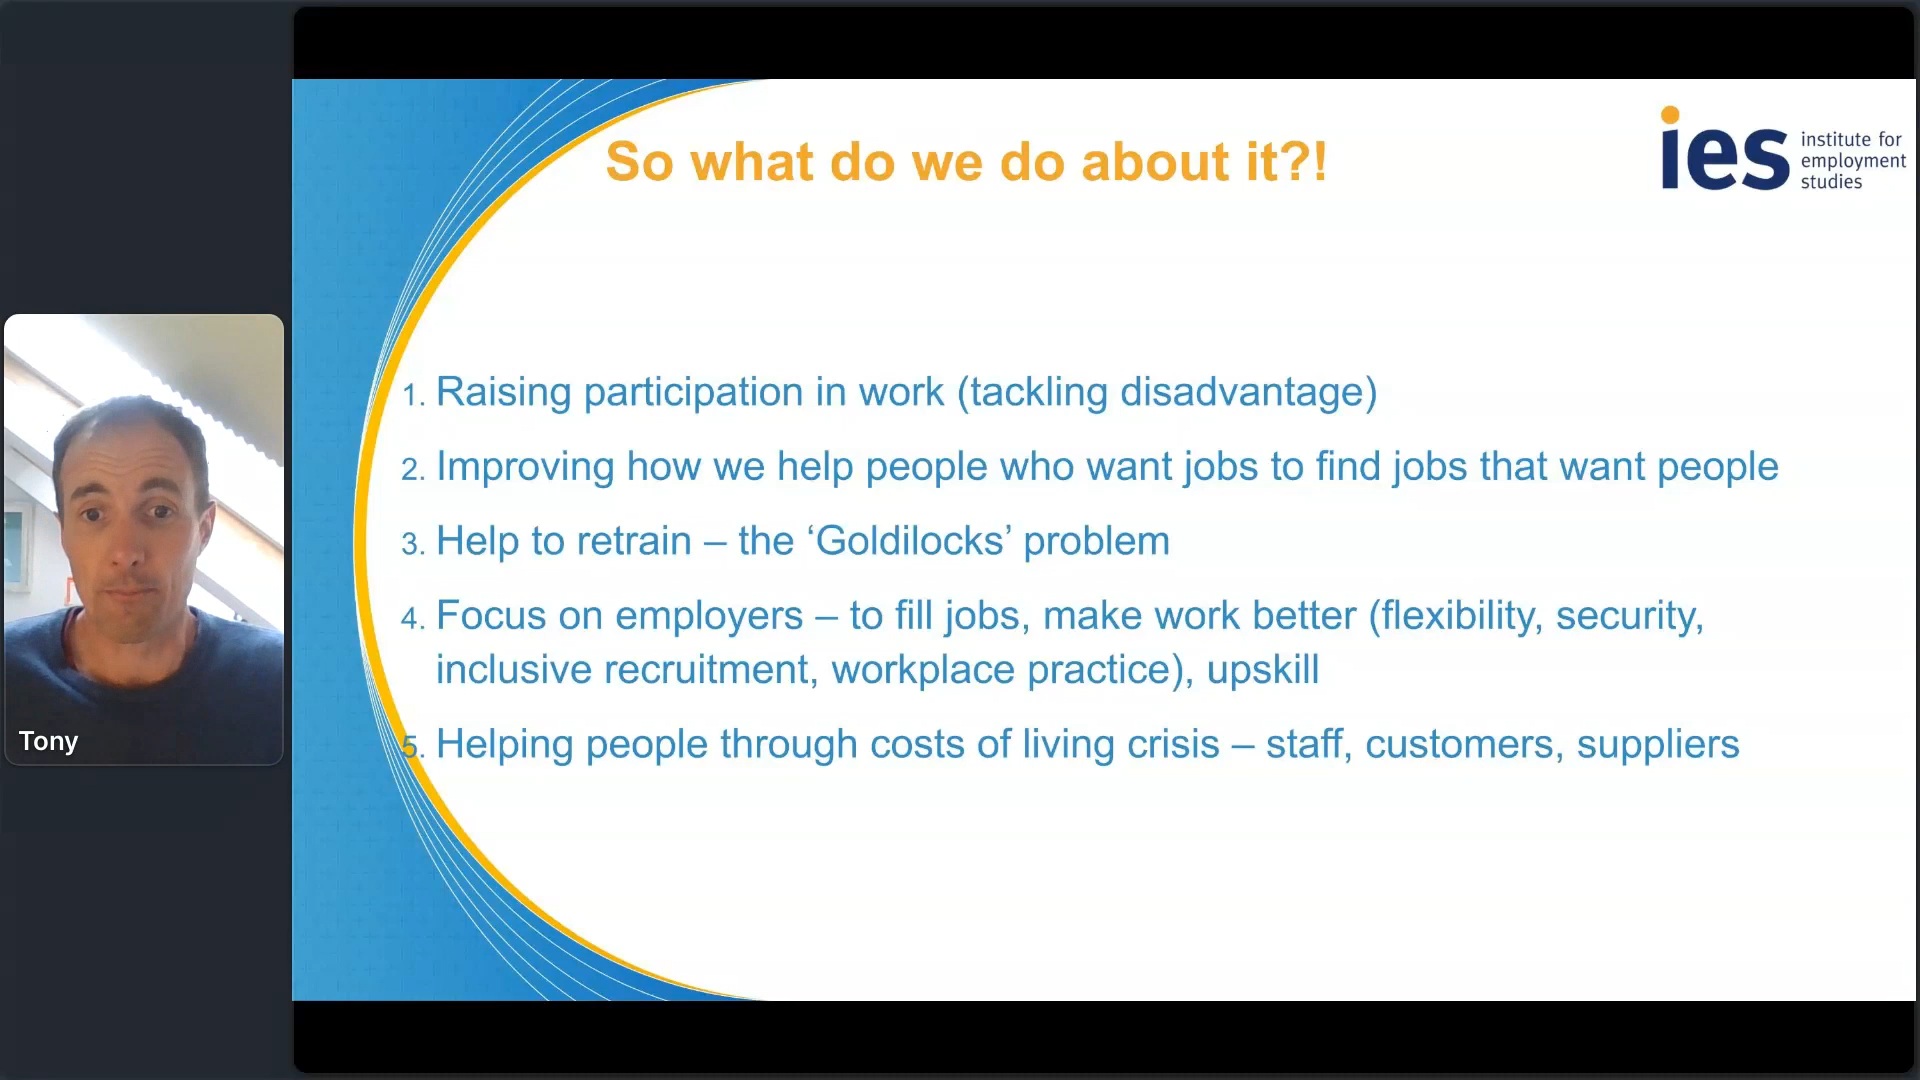 So what do we do about it?!
ies
institute for
employment
studies
1. Raising participation in work (tackling disadvantage)
2. Improving how we help people who want jobs to find jobs that want people
3. Help to retrain – the ‘Goldilocks’ problem
4. Focus on employers – to fill jobs, make work better (flexibility, security,
inclusive recruitment, workplace practice), upskill
5. Helping people through costs of living crisis – staff, customers, suppliers
Tony